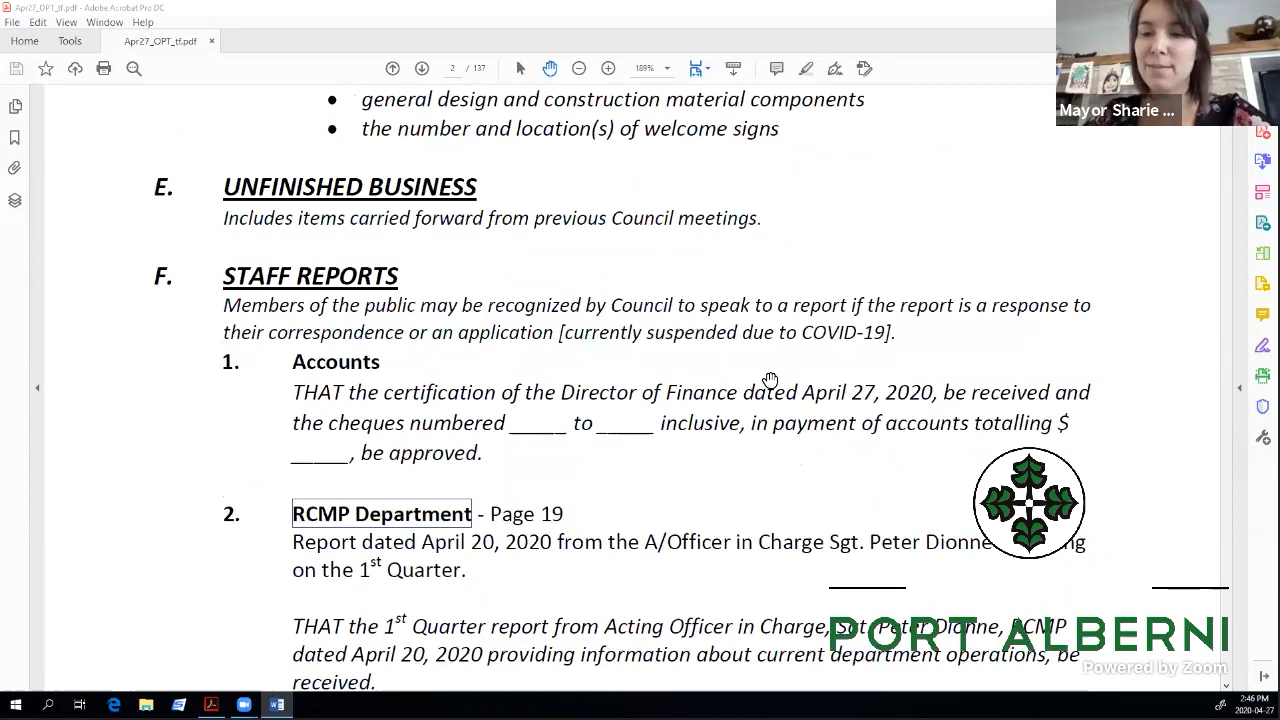 Apr27_OPT_tf.pdf - Adobe Acrobat Pro DC
File Edit View Window Help
Home Tools Apr27_OPT_tf.pdf ×
2 / 137 189%
Mayor Sharie ...
• general design and construction material components
• the number and location(s) of welcome signs
E. UNFINISHED BUSINESS
Includes items carried forward from previous Council meetings.
F. STAFF REPORTS
Members of the public may be recognized by Council to speak to a report if the report is a response to
their correspondence or an application [currently suspended due to COVID-19].
1. Accounts
THAT the certification of the Director of Finance dated April 27, 2020, be received and
the cheques numbered _____ to _____ inclusive, in payment of accounts totalling $
_____, be approved.
2. RCMP Department - Page 19
Report dated April 20, 2020 from the A/Officer in Charge Sgt. Peter Dionne
on the 1st Quarter.
THAT the 1st Quarter report from Acting Officer in Charge, Sgt. Peter Dionne, RCMP
dated April 20, 2020 providing information about current department operations, be
received.
PORT ALBERNI
Powered by Zoom
2:46 PM
2020-04-27